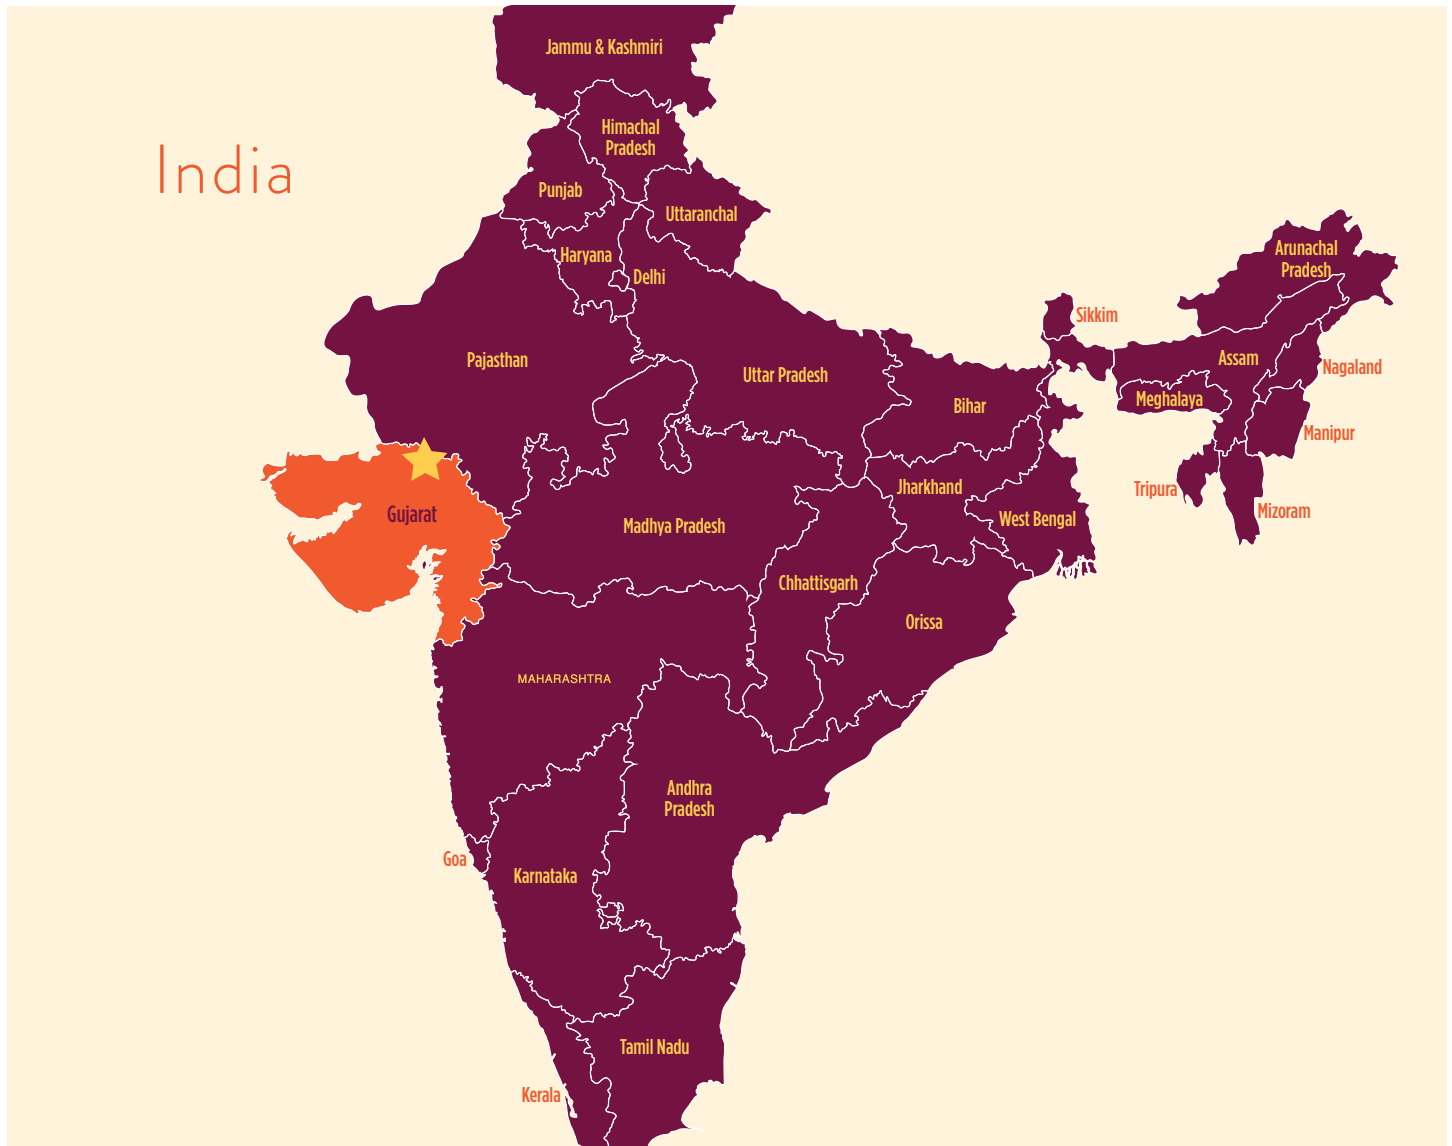 Jammu & Kashmiri
Himachal
Pradesh
India
Punjab
Uttaranchal
Haryana
Delhi
Arunachal
Pradesh
Sikkim
Pajasthan
Uttar Pradesh
Assam
Nagaland
Bihar
Meghalaya
Manipur
Jharkhand
Tripura
Gujarat
Madhya Pradesh
West Bengal
Mizoram
Chhattisgarh
Orissa
MAHARASHTRA
Andhra
Pradesh
Goa
Karnataka
Tamil Nadu
Kerala